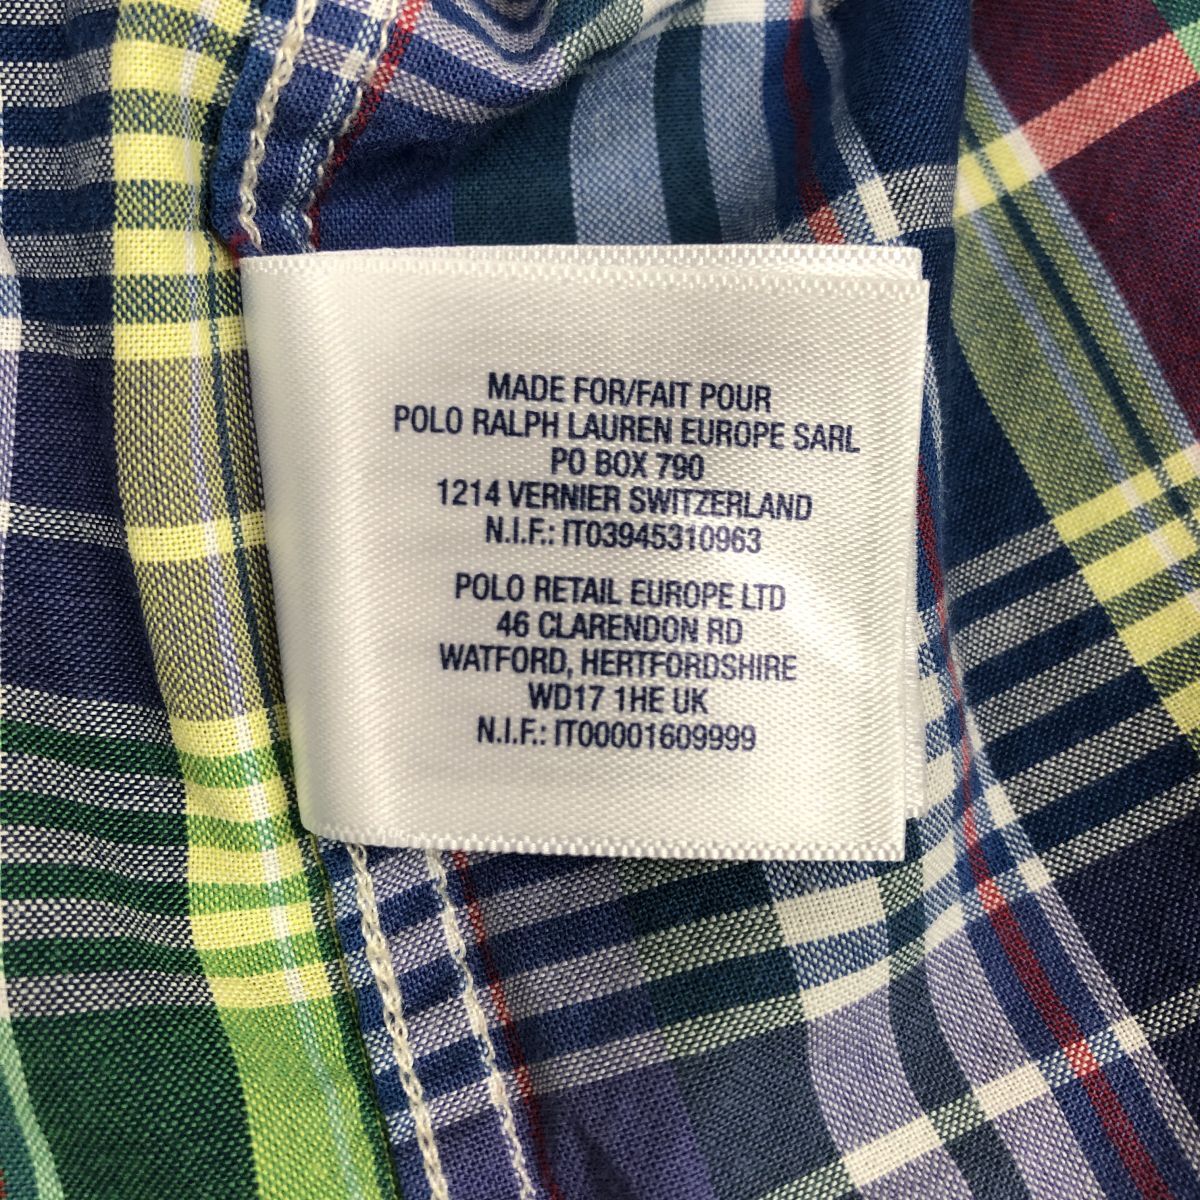 MADE FOR/FAIT POUR
POLO RALPH LAUREN EUROPE SARL
PO BOX 790
1214 VERNIER SWITZERLAND
N.I.F.: IT03945310963
POLO RETAIL EUROPE LTD
46 CLARENDON RD
WATFORD, HERTFORDSHIRE
WD17 1HE UK
N.I.F.: IT00001609999